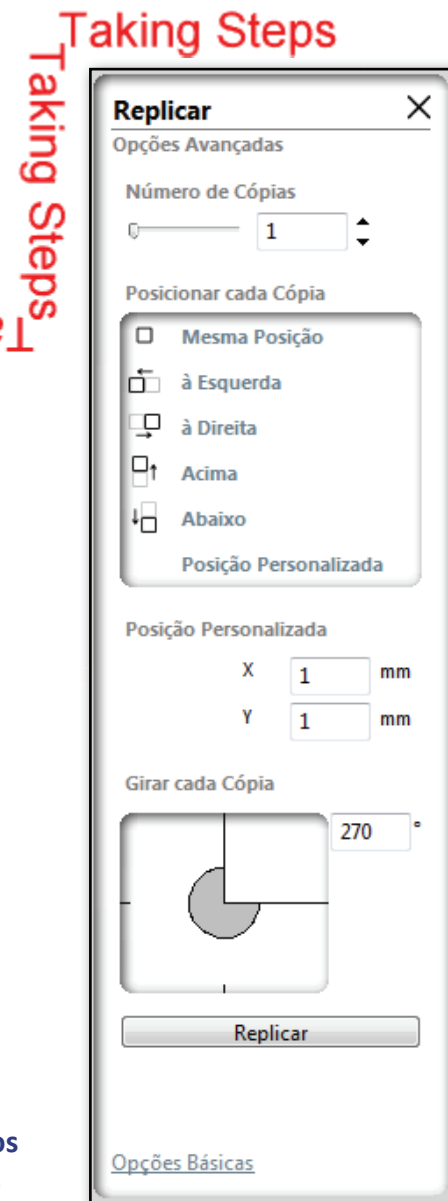 Taking Steps
Taking Steps
Replicar
Opções Avançadas
Número de Cópias
1
Posicionar cada Cópia
Mesma Posição
à Esquerda
à Direita
Acima
Abaixo
Posição Personalizada
Posição Personalizada
X 1 mm
Y 1 mm
Girar cada Cópia
270 °
Replicar
Opções Básicas